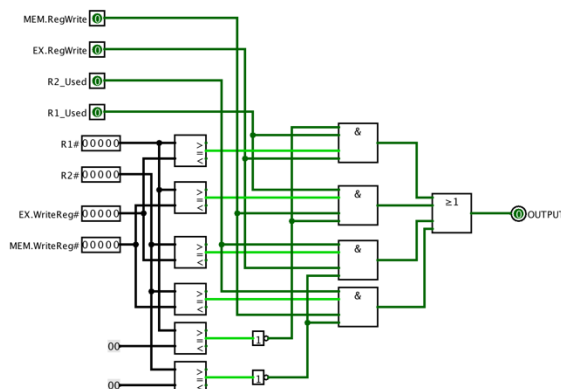 MEM.RegWrite 0
EX.RegWrite 0
R2_Used 0
R1_Used 0
R1# 00000
R2# 00000
EX.WriteReg# 00000
MEM.WriteReg# 00000
> = <
> = <
> = <
> = <
00 > = <
00 > = <
1
1
&
&
&
&
≥1
0 OUTPUT